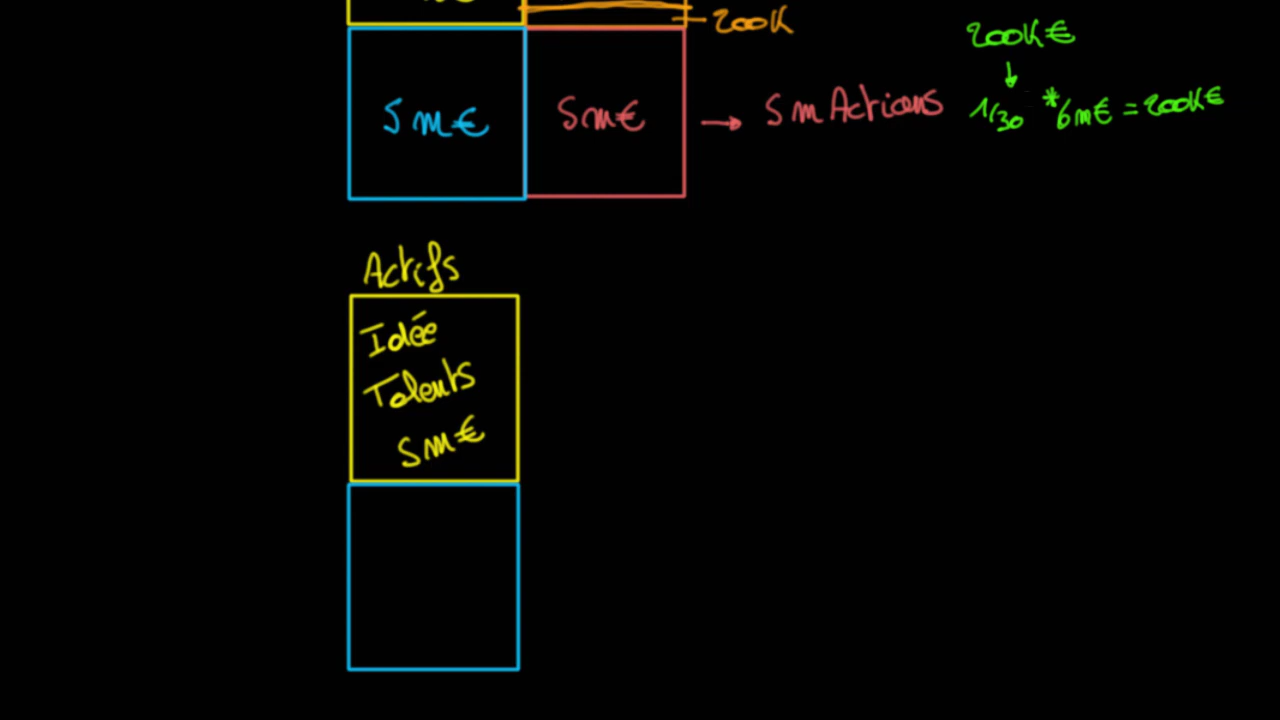 200K
200K€
5m€
5m€
5m Actions
1/30 * 6m€ = 200K€
Actifs
Idée
Talents
5m€